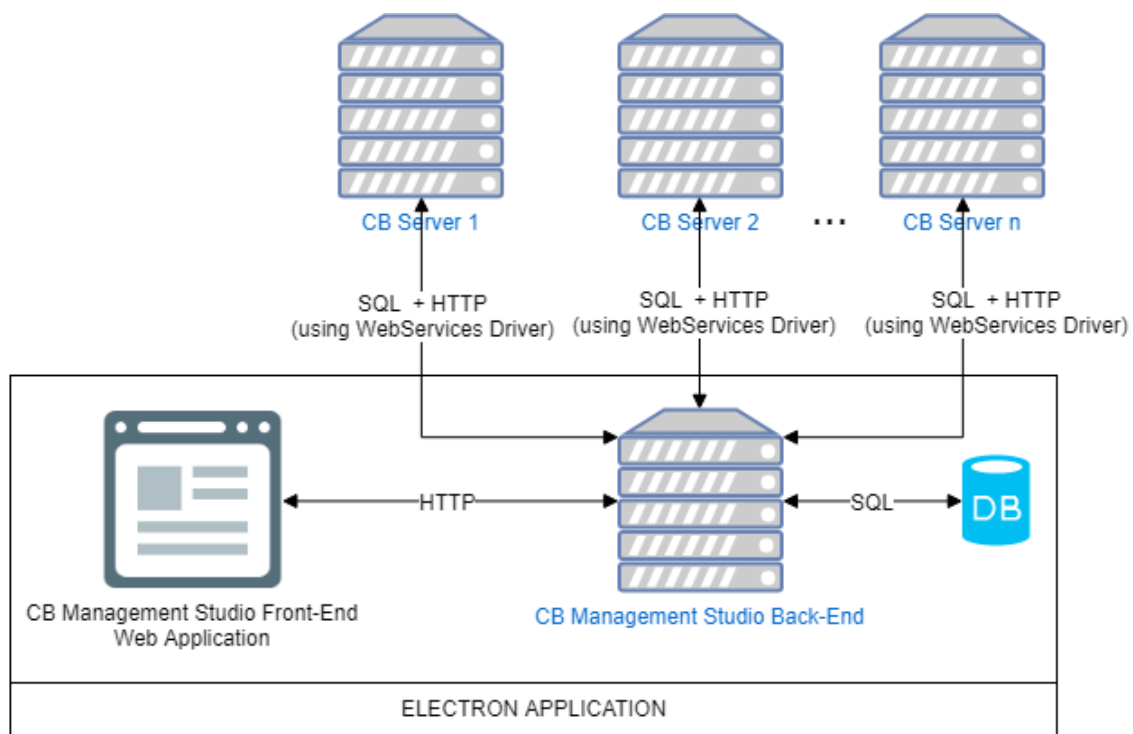 CB Server 1
CB Server 2
...
CB Server n
SQL + HTTP
(using WebServices Driver)
SQL + HTTP
(using WebServices Driver)
SQL + HTTP
(using WebServices Driver)
HTTP
SQL
DB
CB Management Studio Front-End
Web Application
CB Management Studio Back-End
ELECTRON APPLICATION